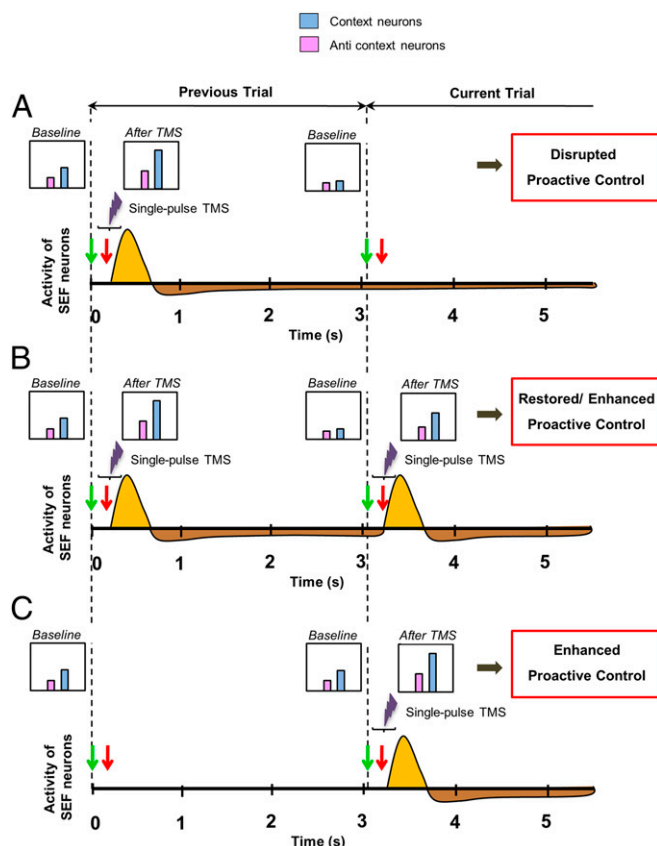 Context neurons
Anti context neurons
Previous Trial
Current Trial
A
Baseline
After TMS
Baseline
Disrupted
Proactive Control
Single-pulse TMS
Activity of
SEF neurons
0 1 2 3 4 5
Time (s)
B
Baseline
After TMS
Baseline
After TMS
Restored/ Enhanced
Proactive Control
Single-pulse TMS
Single-pulse TMS
Activity of
SEF neurons
0 1 2 3 4 5
Time (s)
C
Baseline
Baseline
After TMS
Enhanced
Proactive Control
Single-pulse TMS
Activity of
SEF neurons
0 1 2 3 4 5
Time (s)